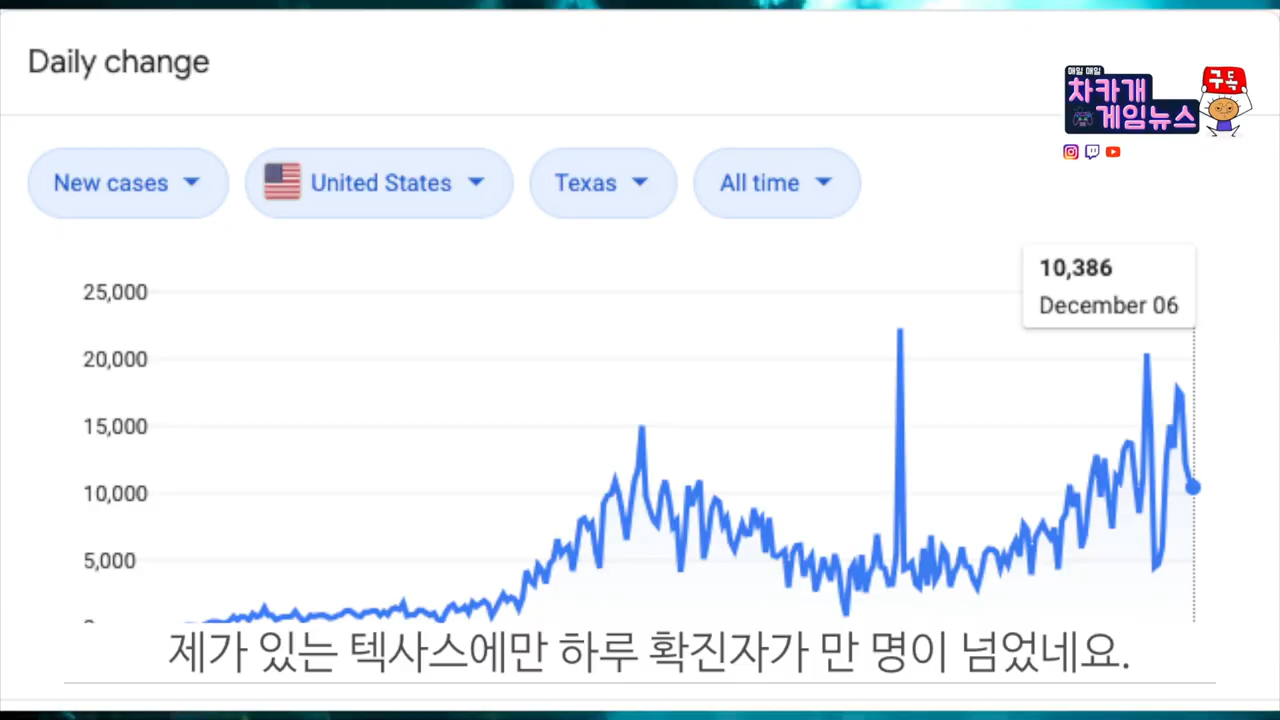 Daily change
매일 매일
차카개
게임뉴스
구독
New cases
United States
Texas
All time
10,386
December 06
25,000
20,000
15,000
10,000
5,000
제가 있는 텍사스에만 하루 확진자가 만 명이 넘었네요.